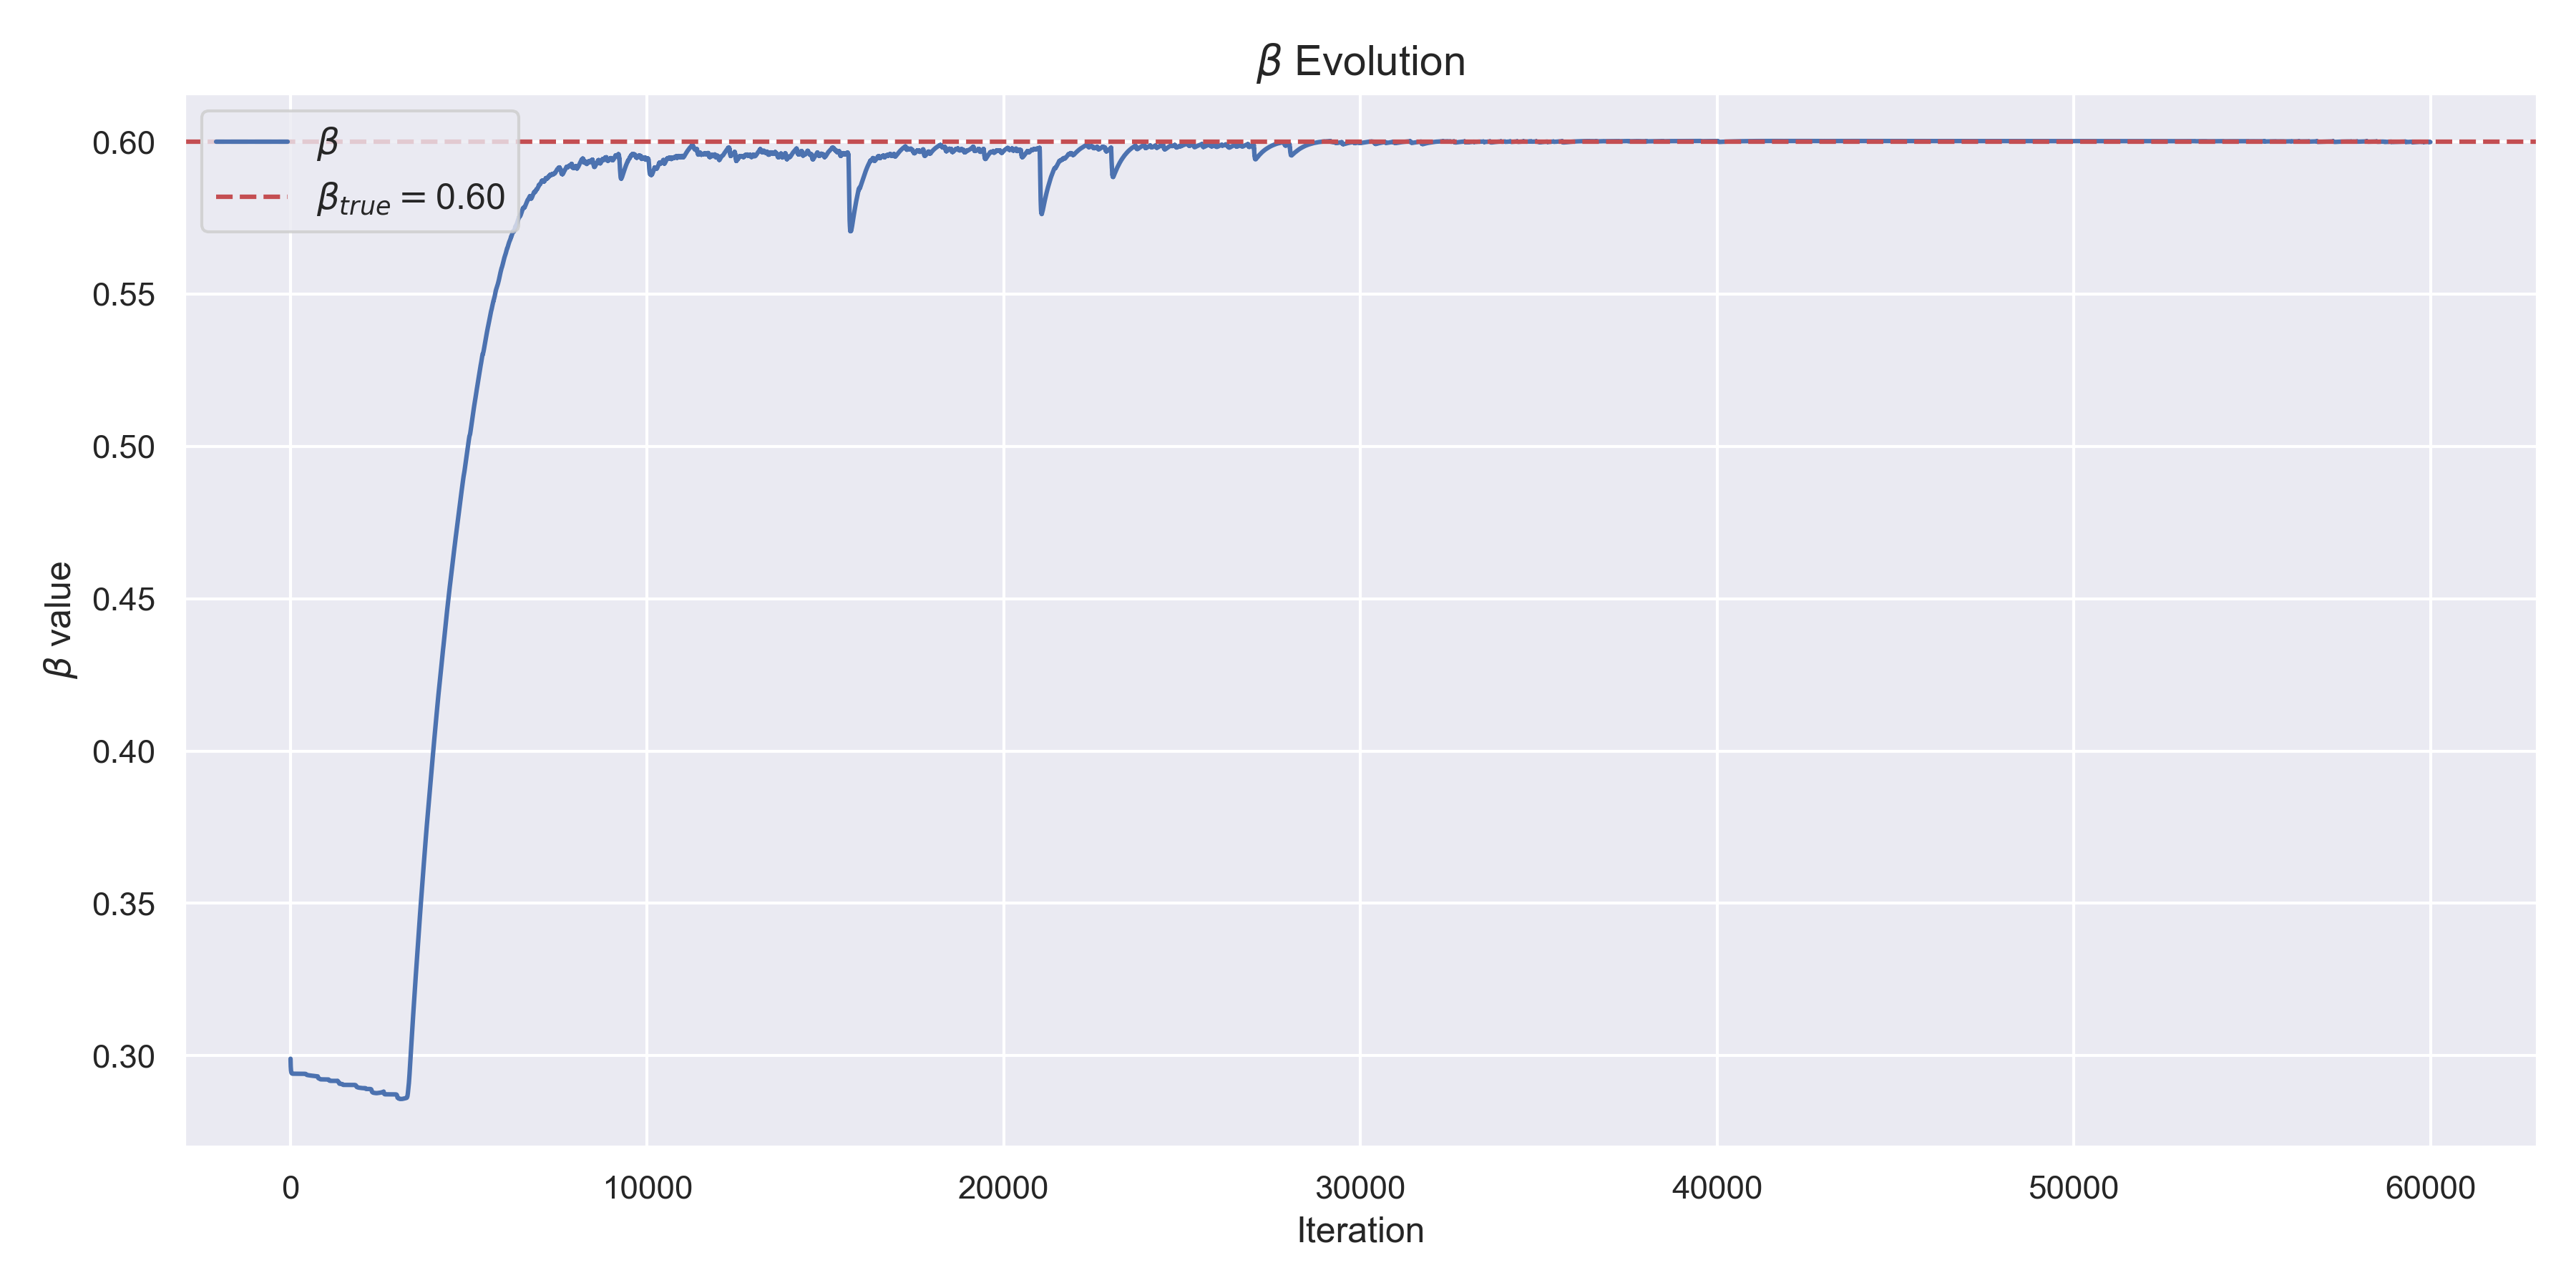 β Evolution
β
β_true = 0.60
0.60
0.55
0.50
0.45
0.40
0.35
0.30
β value
0 10000 20000 30000 40000 50000 60000
Iteration